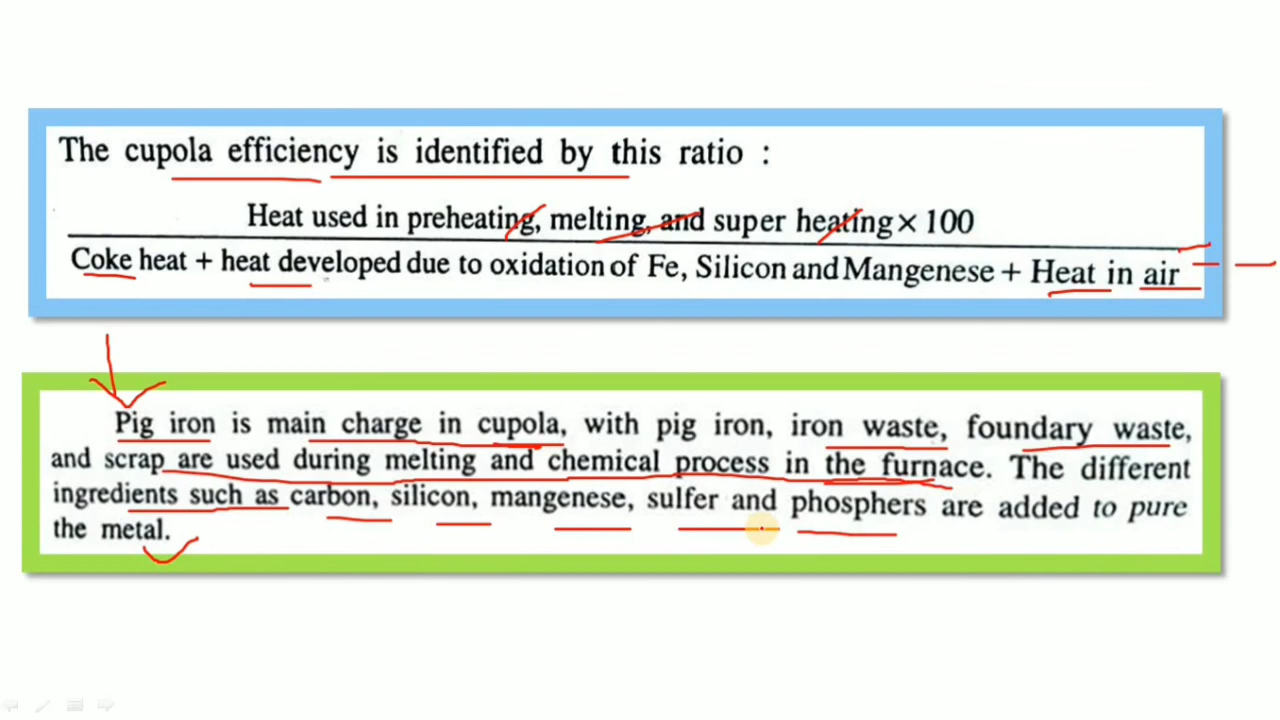 The cupola efficiency is identified by this ratio :
Heat used in preheating, melting, and super heating × 100
Coke heat + heat developed due to oxidation of Fe, Silicon and Mangenese + Heat in air
Pig iron is main charge in cupola, with pig iron, iron waste, foundary waste,
and scrap are used during melting and chemical process in the furnace. The different
ingredients such as carbon, silicon, mangenese, sulfer and phosphers are added to pure
the metal.